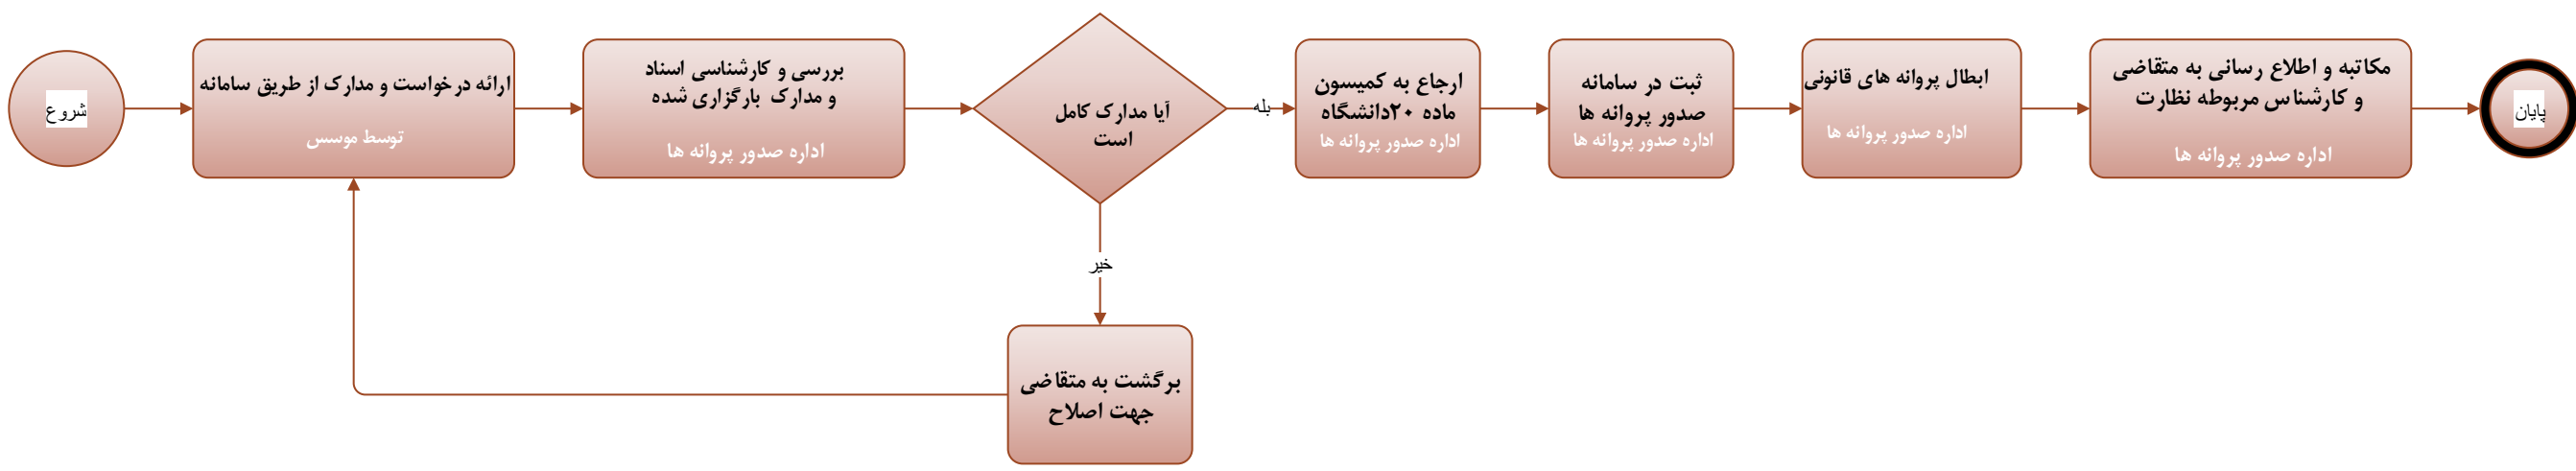 شروع
ارائه درخواست و مدارک از طریق سامانه
توسط موسس
بررسی و کارشناسی اسناد
و مدارک بارگزاری شده
اداره صدور پروانه ها
آیا مدارک کامل
است
بله
ارجاع به کمیسون
ماده ۲۰دانشگاه
اداره صدور پروانه ها
ثبت در سامانه
صدور پروانه ها
اداره صدور پروانه ها
ابطال پروانه های قانونی
اداره صدور پروانه ها
مکاتبه و اطلاع رسانی به متقاضی
و کارشناس مربوطه نظارت
اداره صدور پروانه ها
پایان
خیر
برگشت به متقاضی
جهت اصلاح